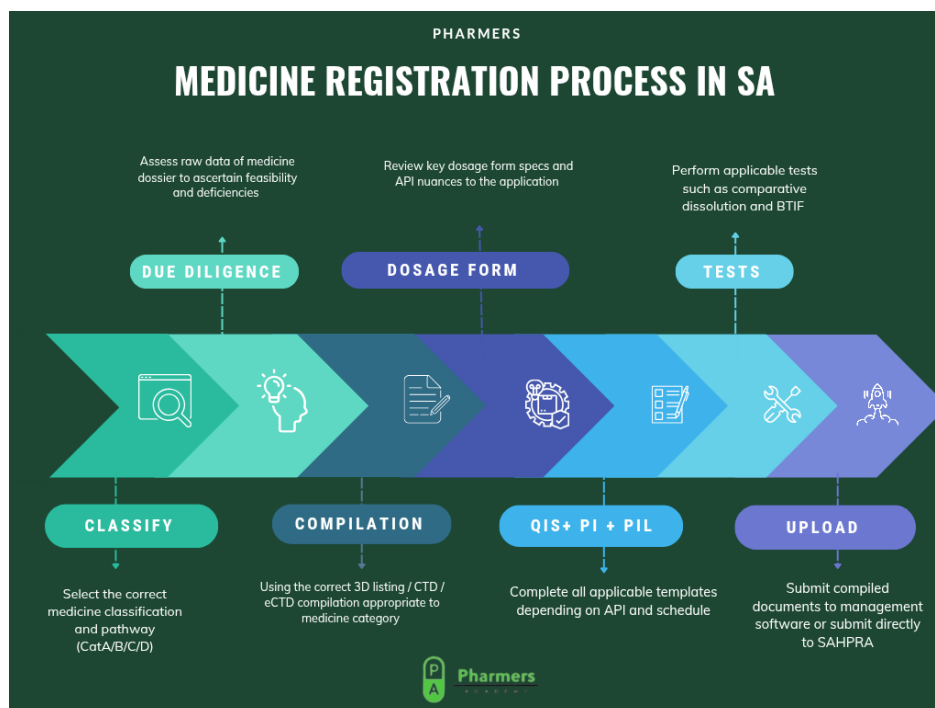 PHARMERS
MEDICINE REGISTRATION PROCESS IN SA
Assess raw data of medicine
dossier to ascertain feasibility
and deficiencies
Review key dosage form specs and
API nuances to the application
Perform applicable tests
such as comparative
dissolution and BTIF
DUE DILIGENCE
DOSAGE FORM
TESTS
CLASSIFY
COMPILATION
QIS+ PI + PIL
UPLOAD
Select the correct
medicine classification
and pathway
(CatA/B/C/D)
Using the correct 3D listing / CTD /
eCTD compilation appropriate to
medicine category
Complete all applicable templates
depending on API and schedule
Submit compiled
documents to management
software or submit directly
to SAHPRA
P
A
Pharmers
ACADEMY